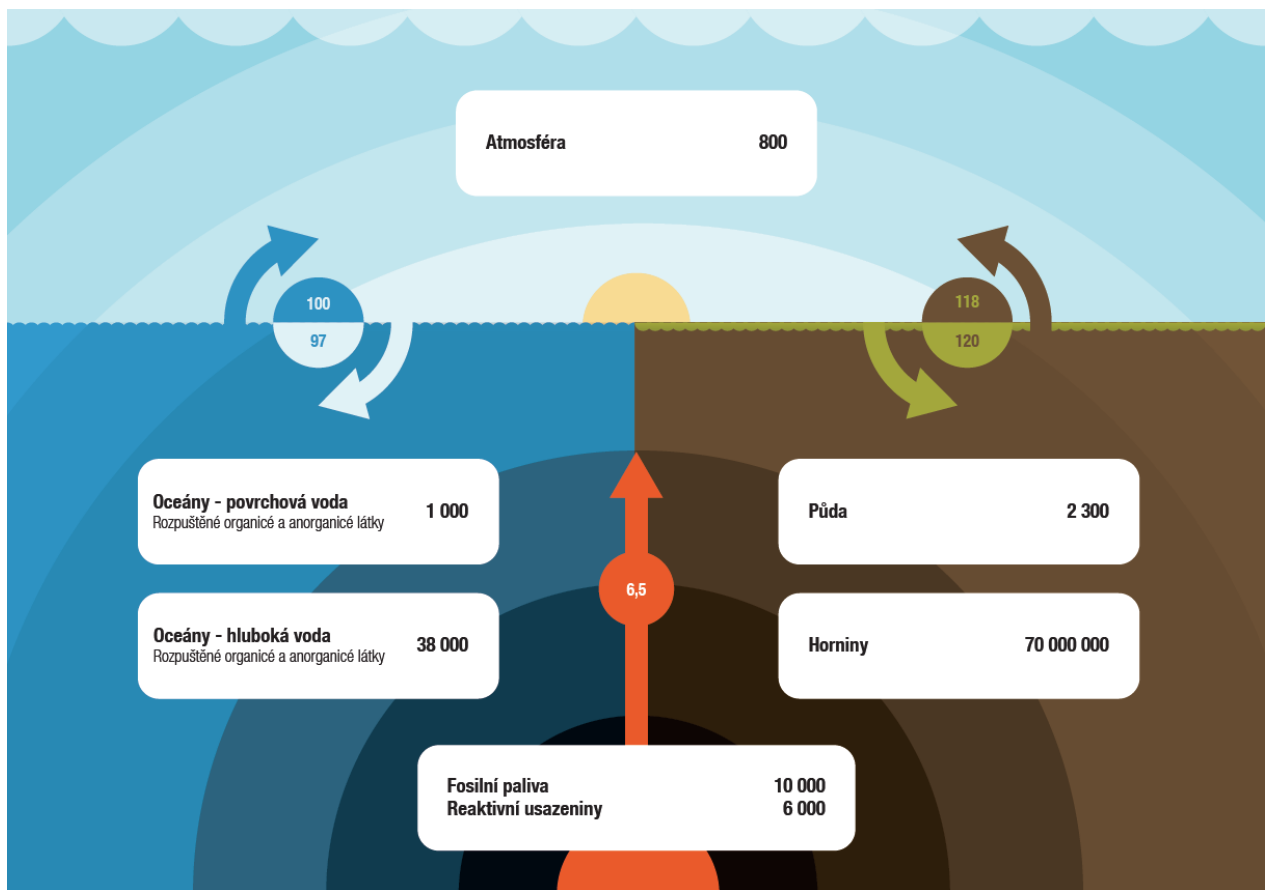 Atmosféra 800
100
97
118
120
Oceány - povrchová voda 1 000
Rozpuštěné organicé a anorganicé látky
Půda 2 300
6,5
Oceány - hluboká voda 38 000
Rozpuštěné organicé a anorganicé látky
Horniny 70 000 000
Fosilní paliva 10 000
Reaktivní usazeniny 6 000